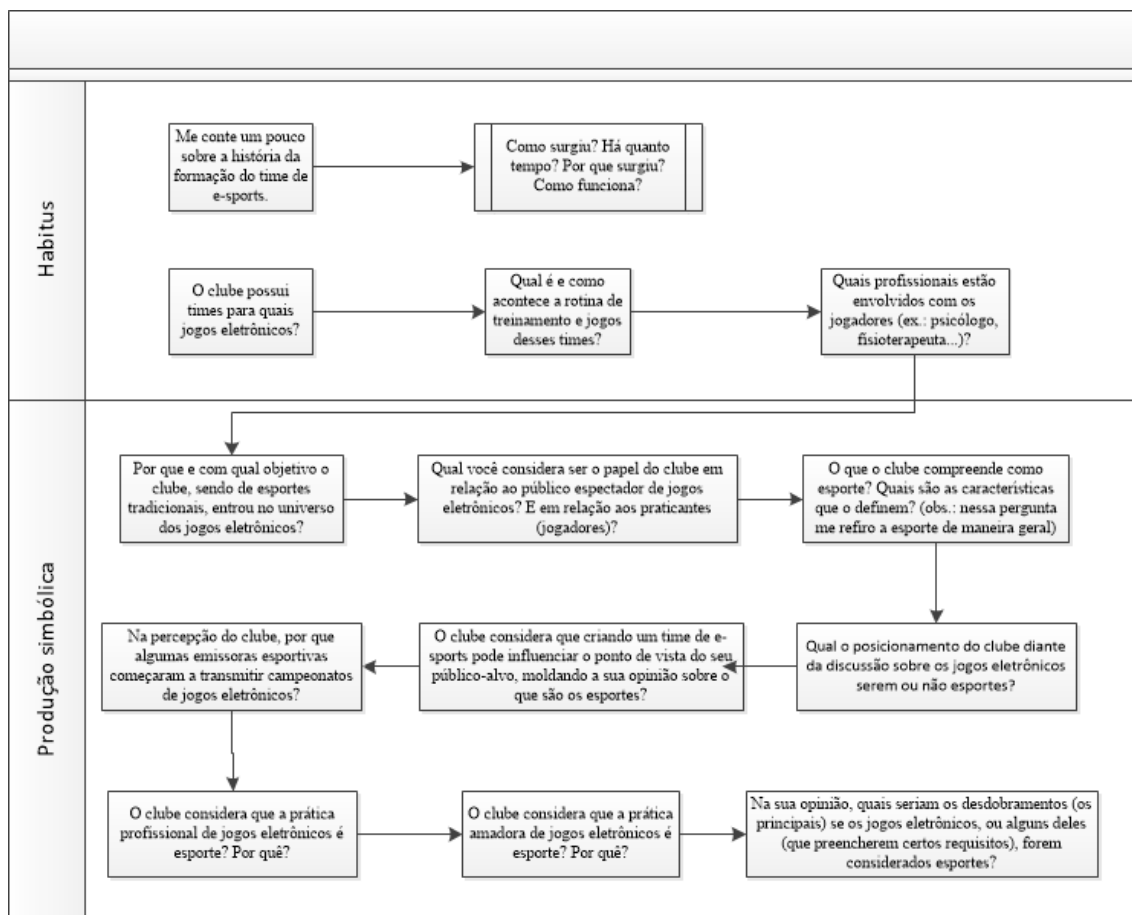 Habitus
Me conte um pouco
sobre a história da
formação do time de
e-sports.
Como surgiu? Há quanto
tempo? Por que surgiu?
Como funciona?
O clube possui
times para quais
jogos eletrônicos?
Qual é e como
acontece a rotina de
treinamento e jogos
desses times?
Quais profissionais estão
envolvidos com os
jogadores (ex.: psicólogo,
fisioterapeuta...)?
Produção simbólica
Por que e com qual objetivo o
clube, sendo de esportes
tradicionais, entrou no universo
dos jogos eletrônicos?
Qual você considera ser o papel do clube em
relação ao público espectador de jogos
eletrônicos? E em relação aos praticantes
(jogadores)?
O que o clube compreende como
esporte? Quais são as características
que o definem? (obs.: nessa pergunta
me refiro a esporte de maneira geral)
Qual o posicionamento do clube diante
da discussão sobre os jogos eletrônicos
serem ou não esportes?
O clube considera que criando um time de e-
sports pode influenciar o ponto de vista do seu
público-alvo, moldando a sua opinião sobre o
que são os esportes?
Na percepção do clube, por que
algumas emissoras esportivas
começaram a transmitir campeonatos
de jogos eletrônicos?
O clube considera que a prática
profissional de jogos eletrônicos é
esporte? Por quê?
O clube considera que a prática
amadora de jogos eletrônicos é
esporte? Por quê?
Na sua opinião, quais seriam os desdobramentos (os
principais) se os jogos eletrônicos, ou alguns deles
(que preencherem certos requisitos), forem
considerados esportes?